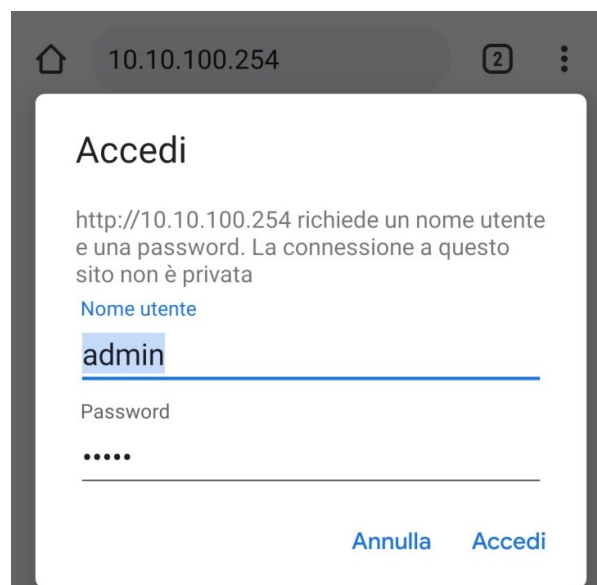 10.10.100.254
2
Accedi
http://10.10.100.254 richiede un nome utente
e una password. La connessione a questo
sito non è privata
Nome utente
admin
Password
•••••
Annulla Accedi